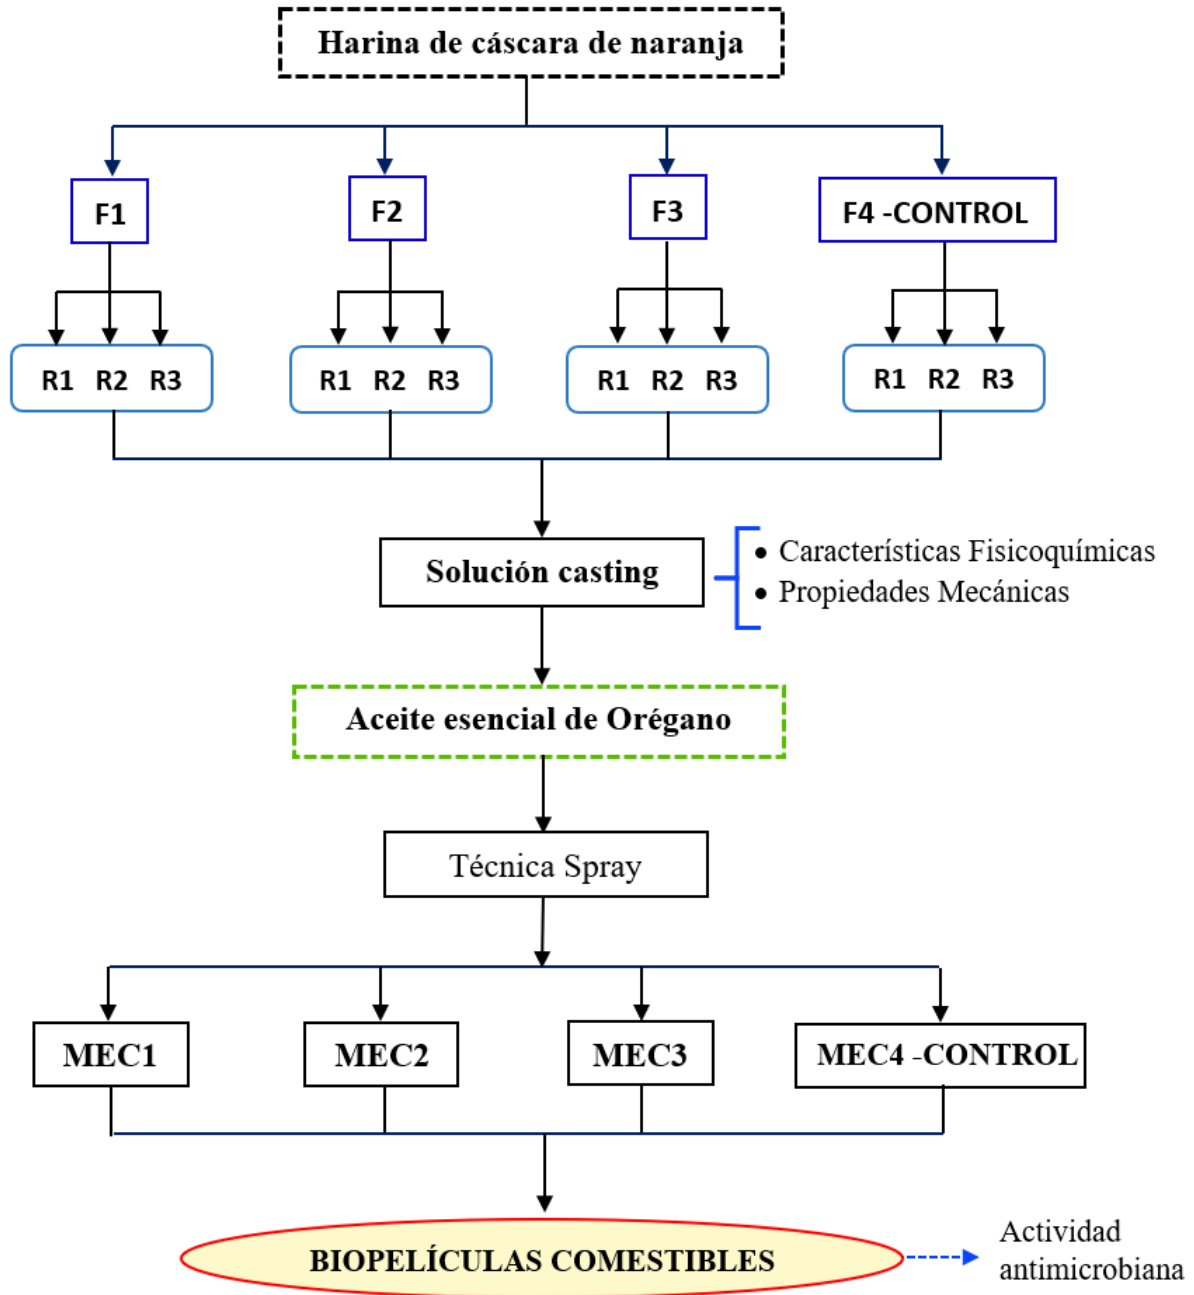 Harina de cáscara de naranja
F1
F2
F3
F4 -CONTROL
R1 R2 R3
R1 R2 R3
R1 R2 R3
R1 R2 R3
Solución casting
• Características Fisicoquímicas
• Propiedades Mecánicas
Aceite esencial de Orégano
Técnica Spray
MEC1
MEC2
MEC3
MEC4 -CONTROL
BIOPELÍCULAS COMESTIBLES
Actividad
antimicrobiana